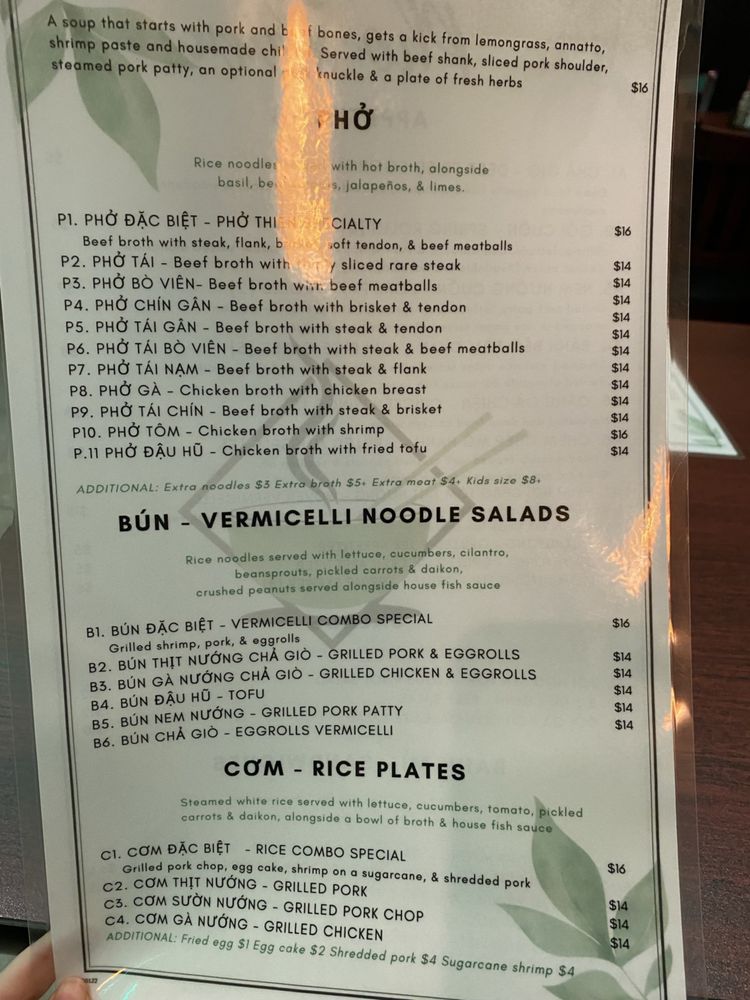 A soup that starts with pork and beef bones, gets a kick from lemongrass, annatto,
shrimp paste and housemade Served with beef shank, sliced pork shoulder,
steamed pork patty, an optional knuckle & a plate of fresh herbs
$16
PHỞ
Rice noodles with hot broth, alongside
basil, jalapeños, & limes.
P1. PHỞ ĐẶC BIỆT - PHỞ SPECIALTY $16
Beef broth with steak, flank, soft tendon, & beef meatballs
P2. PHỞ TÁI - Beef broth with sliced rare steak $14
P3. PHỞ BÒ VIÊN- Beef broth with beef meatballs $14
P4. PHỞ CHÍN GÂN - Beef broth with brisket & tendon $14
P5. PHỞ TÁI GÂN - Beef broth with steak & tendon $14
P6. PHỞ TÁI BÒ VIÊN - Beef broth with steak & beef meatballs $14
P7. PHỞ TÁI NẠM - Beef broth with steak & flank $14
P8. PHỞ GÀ - Chicken broth with chicken breast $14
P9. PHỞ TÁI CHÍN - Beef broth with steak & brisket $14
P10. PHỞ TÔM - Chicken broth with shrimp $16
P.11 PHỞ ĐẬU HŨ - Chicken broth with fried tofu $14
ADDITIONAL: Extra noodles $3 Extra broth $5+ Extra meat $4+ Kids size $8+
BÚN - VERMICELLI NOODLE SALADS
Rice noodles served with lettuce, cucumbers, cilantro,
beansprouts, pickled carrots & daikon,
crushed peanuts served alongside house fish sauce
B1. BÚN ĐẶC BIỆT - VERMICELLI COMBO SPECIAL $16
Grilled shrimp, pork, & eggrolls
B2. BÚN THỊT NƯỚNG CHẢ GIÒ - GRILLED PORK & EGGROLLS $14
B3. BÚN GÀ NƯỚNG CHẢ GIÒ - GRILLED CHICKEN & EGGROLLS $14
B4. BÚN ĐẬU HŨ - TOFU $14
B5. BÚN NEM NƯỚNG - GRILLED PORK PATTY $14
B6. BÚN CHẢ GIÒ - EGGROLLS VERMICELLI $14
CƠM - RICE PLATES
Steamed white rice served with lettuce, cucumbers, tomato, pickled
carrots & daikon, alongside a bowl of broth & house fish sauce
C1. CƠM ĐẶC BIỆT - RICE COMBO SPECIAL $16
Grilled pork chop, egg cake, shrimp on a sugarcane, & shredded pork
C2. CƠM THỊT NƯỚNG - GRILLED PORK $14
C3. CƠM SƯỜN NƯỚNG - GRILLED PORK CHOP $14
C4. CƠM GÀ NƯỚNG - GRILLED CHICKEN $14
ADDITIONAL: Fried egg $1 Egg cake $2 Shredded pork $4 Sugarcane shrimp $4